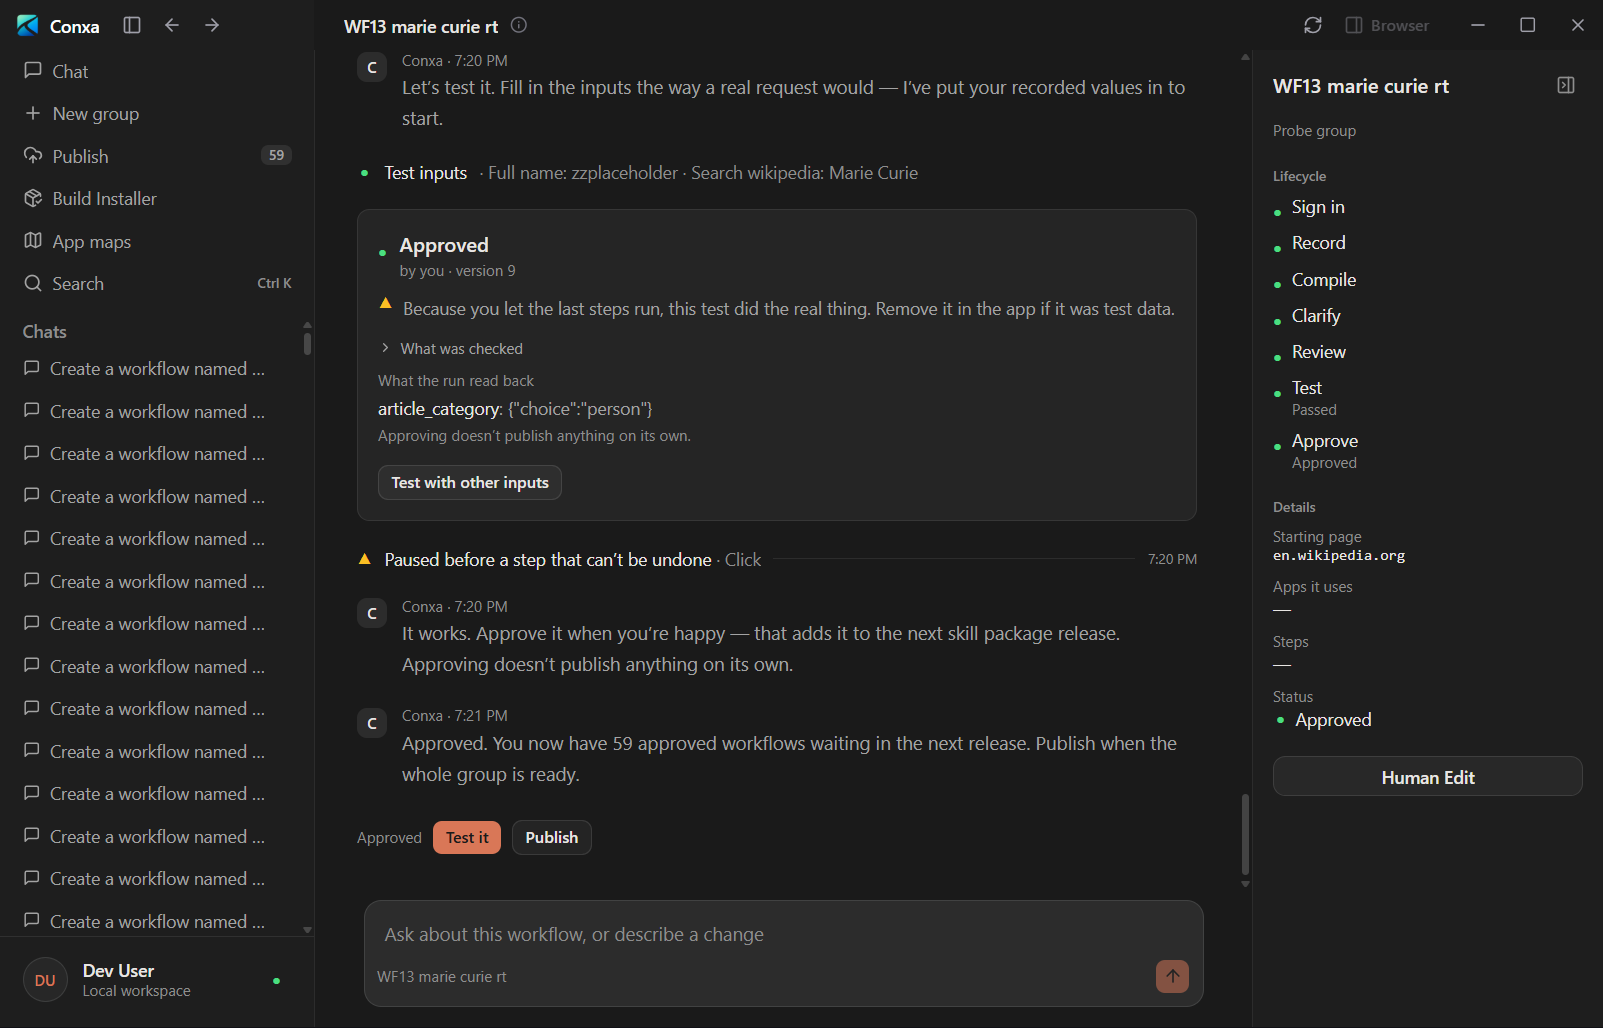 Conxa
Chat
New group
Publish
59
Build Installer
App maps
Search
Ctrl K
Chats
Create a workflow named ...
Create a workflow named ...
Create a workflow named ...
Create a workflow named ...
Create a workflow named ...
Create a workflow named ...
Create a workflow named ...
Create a workflow named ...
Create a workflow named ...
Create a workflow named ...
Create a workflow named ...
Create a workflow named ...
Create a workflow named ...
Create a workflow named ...
DU
Dev User
Local workspace
WF13 marie curie rt
Browser
C
Conxa · 7:20 PM
Let’s test it. Fill in the inputs the way a real request would — I’ve put your recorded values in to
start.
Test inputs · Full name: zzplaceholder · Search wikipedia: Marie Curie
Approved
by you · version 9
Because you let the last steps run, this test did the real thing. Remove it in the app if it was test data.
What was checked
What the run read back
article_category: {"choice":"person"}
Approving doesn’t publish anything on its own.
Test with other inputs
Paused before a step that can’t be undone · Click
7:20 PM
C
Conxa · 7:20 PM
It works. Approve it when you’re happy — that adds it to the next skill package release.
Approving doesn’t publish anything on its own.
C
Conxa · 7:21 PM
Approved. You now have 59 approved workflows waiting in the next release. Publish when the
whole group is ready.
Approved
Test it
Publish
Ask about this workflow, or describe a change
WF13 marie curie rt
WF13 marie curie rt
Probe group
Lifecycle
Sign in
Record
Compile
Clarify
Review
Test
Passed
Approve
Approved
Details
Starting page
en.wikipedia.org
Apps it uses
—
Steps
—
Status
Approved
Human Edit